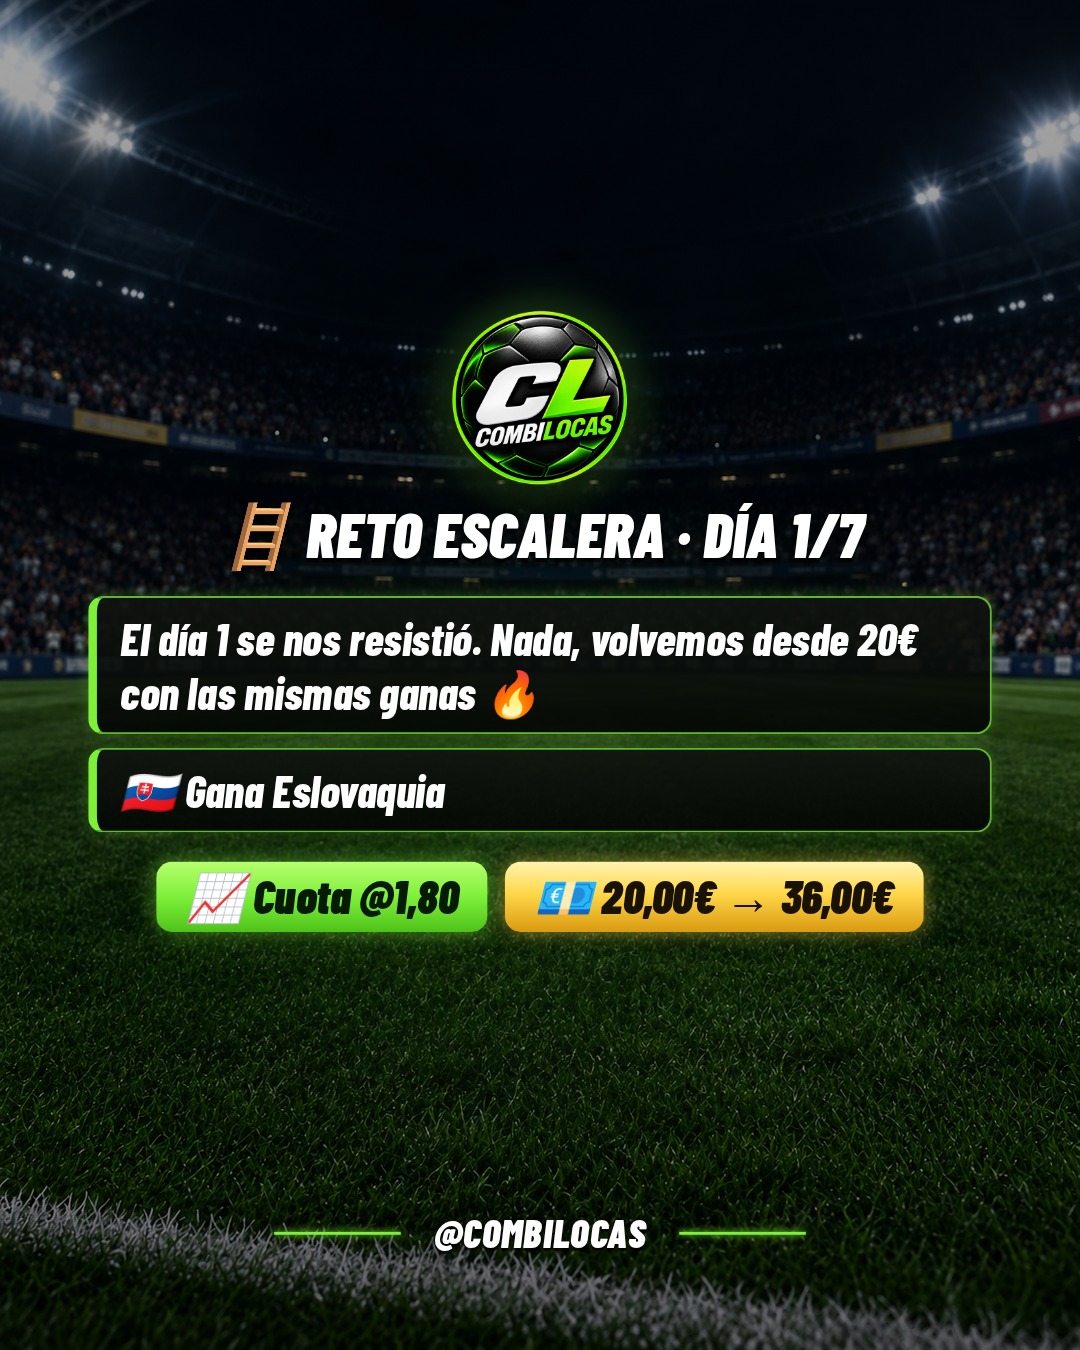 CL
COMBILOCAS
🪜 RETO ESCALERA · DÍA 1/7
El día 1 se nos resistió. Nada, volvemos desde 20€
con las mismas ganas 🔥
🇸🇰 Gana Eslovaquia
📈 Cuota @1,80
💶 20,00€ → 36,00€
@COMBILOCAS